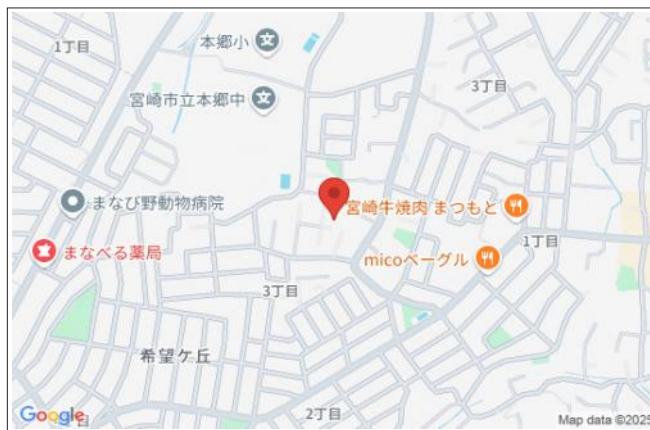 1丁目
本郷小
宮崎市立本郷中
3丁目
まなび野動物病院
宮崎牛焼肉 まつもと
まなべる薬局
1丁目
micoベーグル
3丁目
希望ケ丘
2丁目
丁目
Google
Map data ©2025